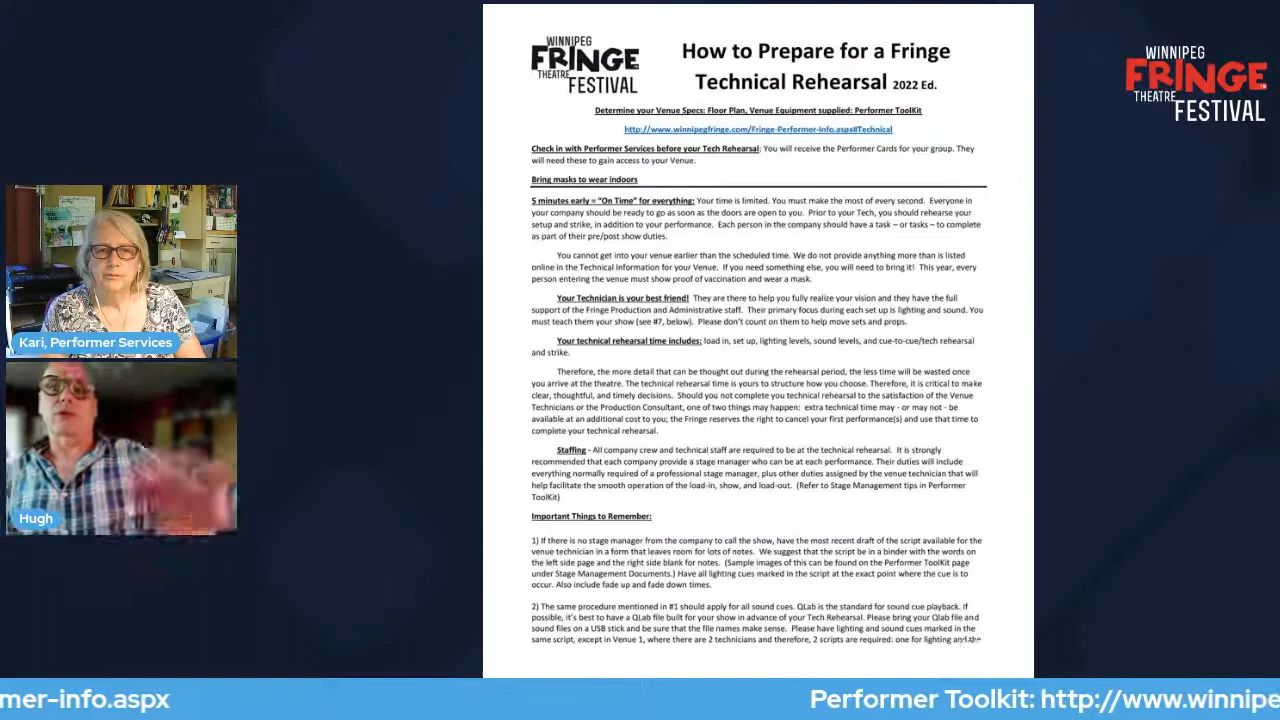 WINNIPEG
FRINGE
THEATRE
FESTIVAL
How to Prepare for a Fringe
Technical Rehearsal 2022 Ed.
Determine your Venue Specs: Floor Plan, Venue Equipment supplied: Performer ToolKit
http://www.winnipegfringe.com/Fringe-Performer-Info.aspx#Technical
Check in with Performer Services before your Tech Rehearsal: You will receive the Performer Cards for your group. They
will need these to gain access to your Venue.
Bring masks to wear indoors
5 minutes early = "On Time" for everything: Your time is limited. You must make the most of every second. Everyone in
your company should be ready to go as soon as the doors are open to you. Prior to your Tech, you should rehearse your
setup and strike, in addition to your performance. Each person in the company should have a task – or tasks – to complete
as part of their pre/post show duties.
You cannot get into your venue earlier than the scheduled time. We do not provide anything more than is listed
online in the Technical Information for your Venue. If you need something else, you will need to bring it! This year, every
person entering the venue must show proof of vaccination and wear a mask.
Your Technician is your best friend! They are there to help you fully realize your vision and they have the full
support of the Fringe Production and Administrative staff. Their primary focus during each set up is lighting and sound. You
must teach them your show (see #7, below). Please don't count on them to help move sets and props.
Your technical rehearsal time includes: load in, set up, lighting levels, sound levels, and cue-to-cue/tech rehearsal
and strike.
Therefore, the more detail that can be thought out during the rehearsal period, the less time will be wasted once
you arrive at the theatre. The technical rehearsal time is yours to structure how you choose. Therefore, it is critical to make
clear, thoughtful, and timely decisions. Should you not complete you technical rehearsal to the satisfaction of the Venue
Technicians or the Production Consultant, one of two things may happen: extra technical time may - or may not - be
available at an additional cost to you; the Fringe reserves the right to cancel your first performance(s) and use that time to
complete your technical rehearsal.
Staffing - All company crew and technical staff are required to be at the technical rehearsal. It is strongly
recommended that each company provide a stage manager who can be at each performance. Their duties will include
everything normally required of a professional stage manager, plus other duties assigned by the venue technician that will
help facilitate the smooth operation of the load-in, show, and load-out. (Refer to Stage Management tips in Performer
ToolKit)
Important Things to Remember:
1) If there is no stage manager from the company to call the show, have the most recent draft of the script available for the
venue technician in a form that leaves room for lots of notes. We suggest that the script be in a binder with the words on
the left side page and the right side blank for notes. (Sample images of this can be found on the Performer ToolKit page
under Stage Management Documents.) Have all lighting cues marked in the script at the exact point where the cue is to
occur. Also include fade up and fade down times.
2) The same procedure mentioned in #1 should apply for all sound cues. QLab is the standard for sound cue playback. If
possible, it's best to have a QLab file built for your show in advance of your Tech Rehearsal. Please bring your Qlab file and
sound files on a USB stick and be sure that the file names make sense. Please have lighting and sound cues marked in the
same script, except in Venue 1, where there are 2 technicians and therefore, 2 scripts are required: one for lighting and the
WINNIPEG
FRINGE
THEATRE
FESTIVAL
Kari, Performer Services
Hugh
mer-info.aspx
Performer Toolkit: http://www.winnipe